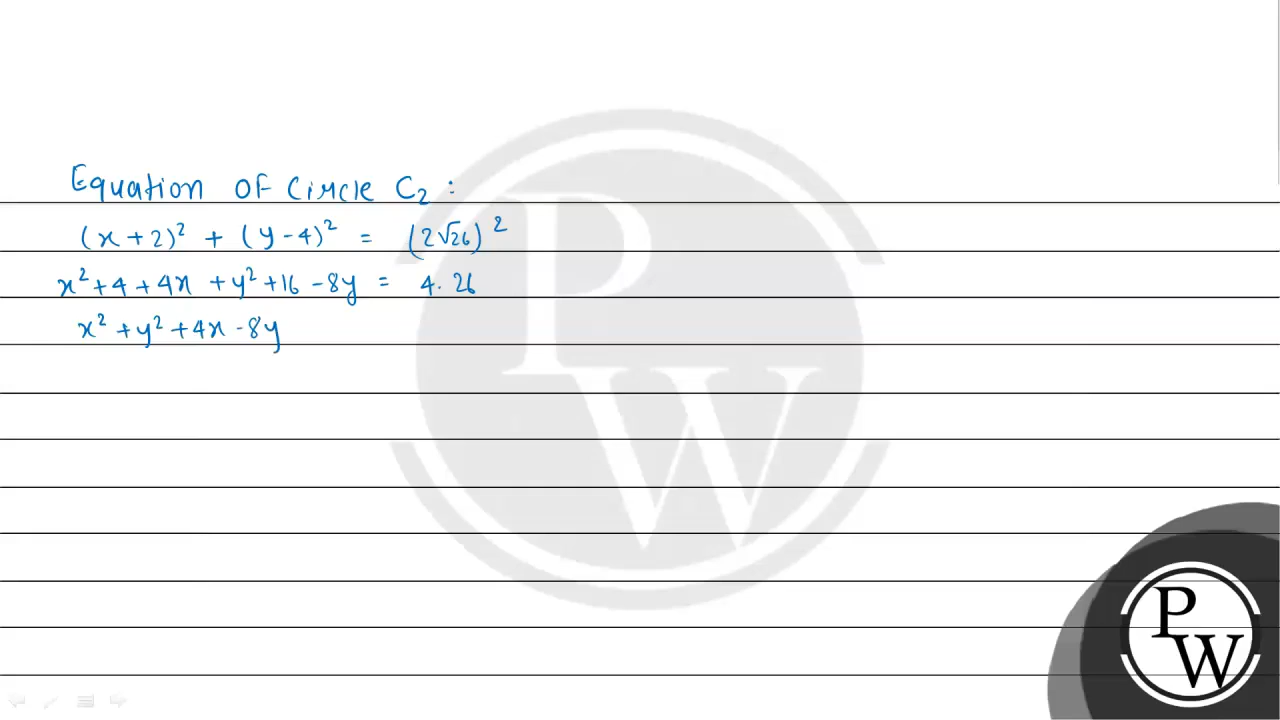 Equation OF Circle C₂ :
(x + 2)² + (y - 4)² = (2√26)²
x² + 4 + 4x + y² + 16 - 8y = 4.26
x² + y² + 4x - 8y
P
W
P
W